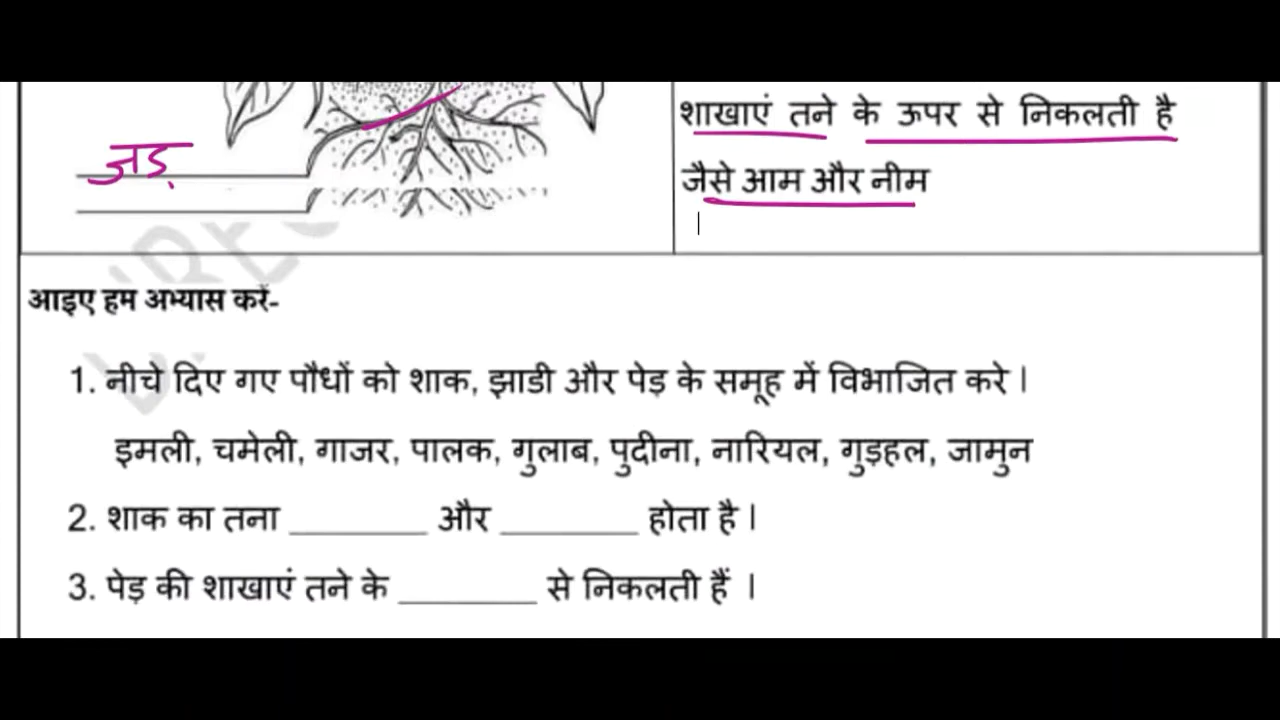 शाखाएं तने के ऊपर से निकलती है
जड़
जैसे आम और नीम
आइए हम अभ्यास करें-
1. नीचे दिए गए पौधों को शाक, झाडी और पेड़ के समूह में विभाजित करे ।
इमली, चमेली, गाजर, पालक, गुलाब, पुदीना, नारियल, गुड़हल, जामुन
2. शाक का तना ________ और ________ होता है ।
3. पेड़ की शाखाएं तने के ________ से निकलती हैं ।